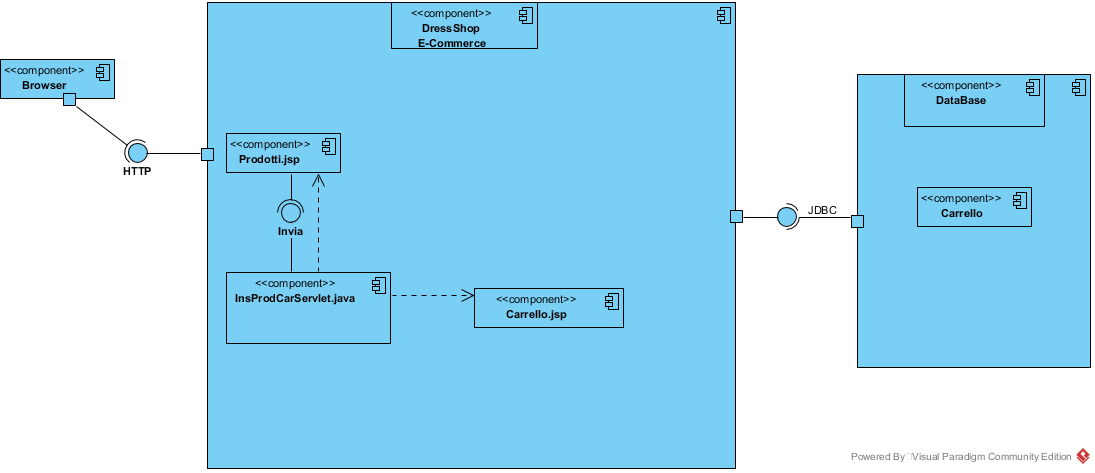 <<component>>
DressShop
E-Commerce
<<component>>
Browser
HTTP
<<component>>
Prodotti.jsp
Invia
<<component>>
InsProdCarServlet.java
<<component>>
Carrello.jsp
JDBC
<<component>>
DataBase
<<component>>
Carrello
Powered By Visual Paradigm Community Edition